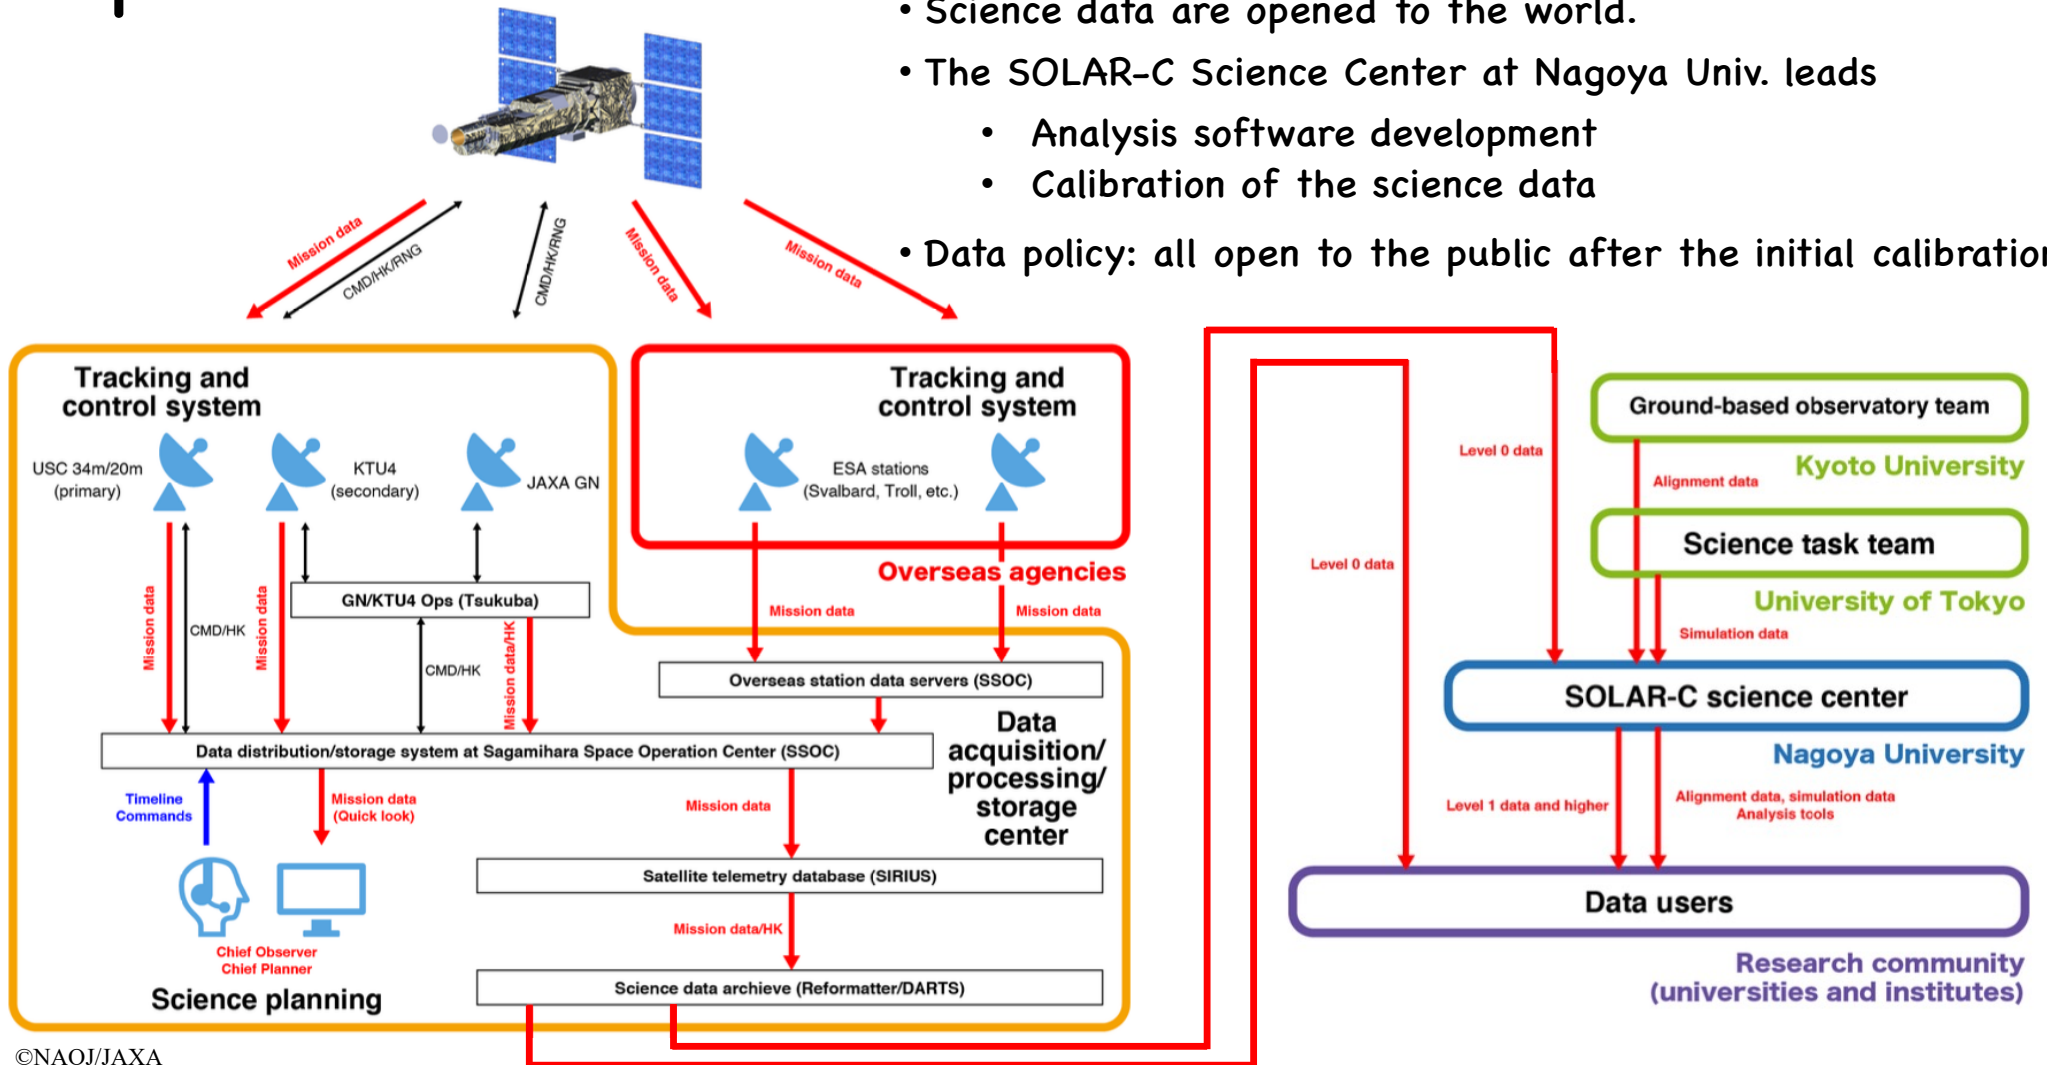 • Science data are opened to the world.
• The SOLAR-C Science Center at Nagoya Univ. leads
• Analysis software development
• Calibration of the science data
• Data policy: all open to the public after the initial calibration
Mission data
CMD/HK/RNG
CMD/HK/RNG
Mission data
Mission data
Tracking and
control system
USC 34m/20m
(primary)
KTU4
(secondary)
JAXA GN
Tracking and
control system
ESA stations
(Svalbard, Troll, etc.)
Overseas agencies
Mission data
CMD/HK
Mission data
GN/KTU4 Ops (Tsukuba)
CMD/HK
Mission data/HK
Mission data
Mission data
Overseas station data servers (SSOC)
Data distribution/storage system at Sagamihara Space Operation Center (SSOC)
Data
acquisition/
processing/
storage
center
Timeline
Commands
Mission data
(Quick look)
Mission data
Satellite telemetry database (SIRIUS)
Mission data/HK
Science data archieve (Reformatter/DARTS)
Chief Observer
Chief Planner
Science planning
Level 0 data
Level 0 data
Ground-based observatory team
Kyoto University
Alignment data
Science task team
University of Tokyo
Simulation data
SOLAR-C science center
Nagoya University
Level 1 data and higher
Alignment data, simulation data
Analysis tools
Data users
Research community
(universities and institutes)
©NAOJ/JAXA